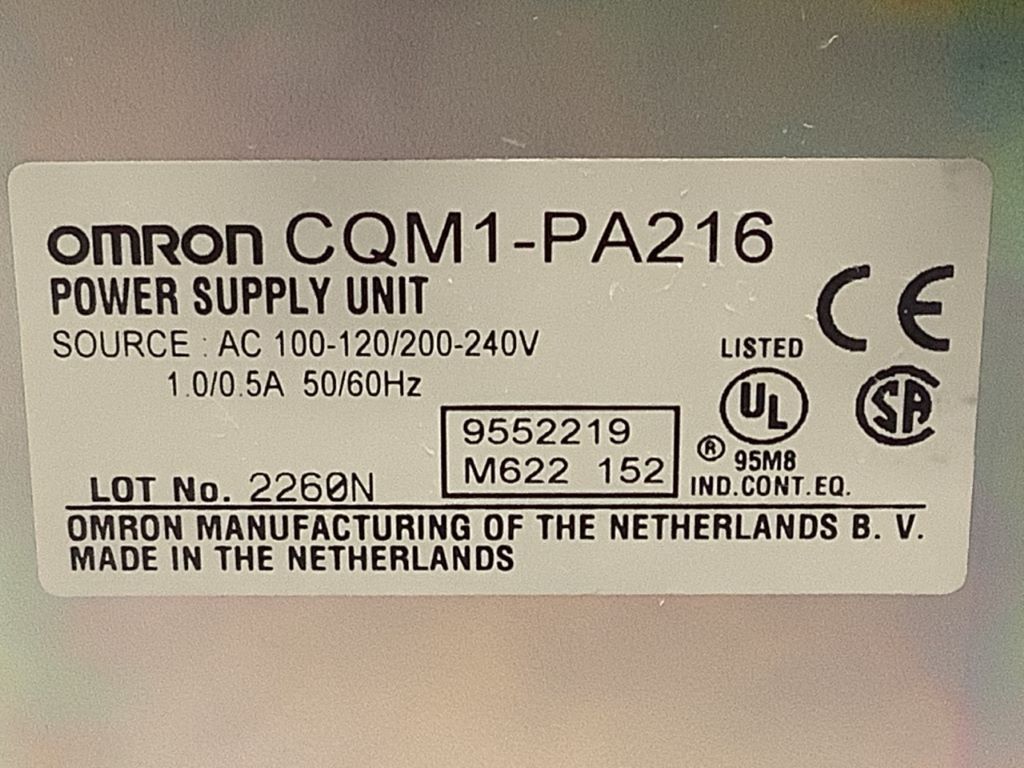 OMRON CQM1-PA216
POWER SUPPLY UNIT
SOURCE : AC 100-120/200-240V
1.0/0.5A 50/60Hz
CE
LISTED
UL
SA
® 95M8
IND.CONT.EQ.
9552219
M622 152
LOT No. 2260N
OMRON MANUFACTURING OF THE NETHERLANDS B. V.
MADE IN THE NETHERLANDS